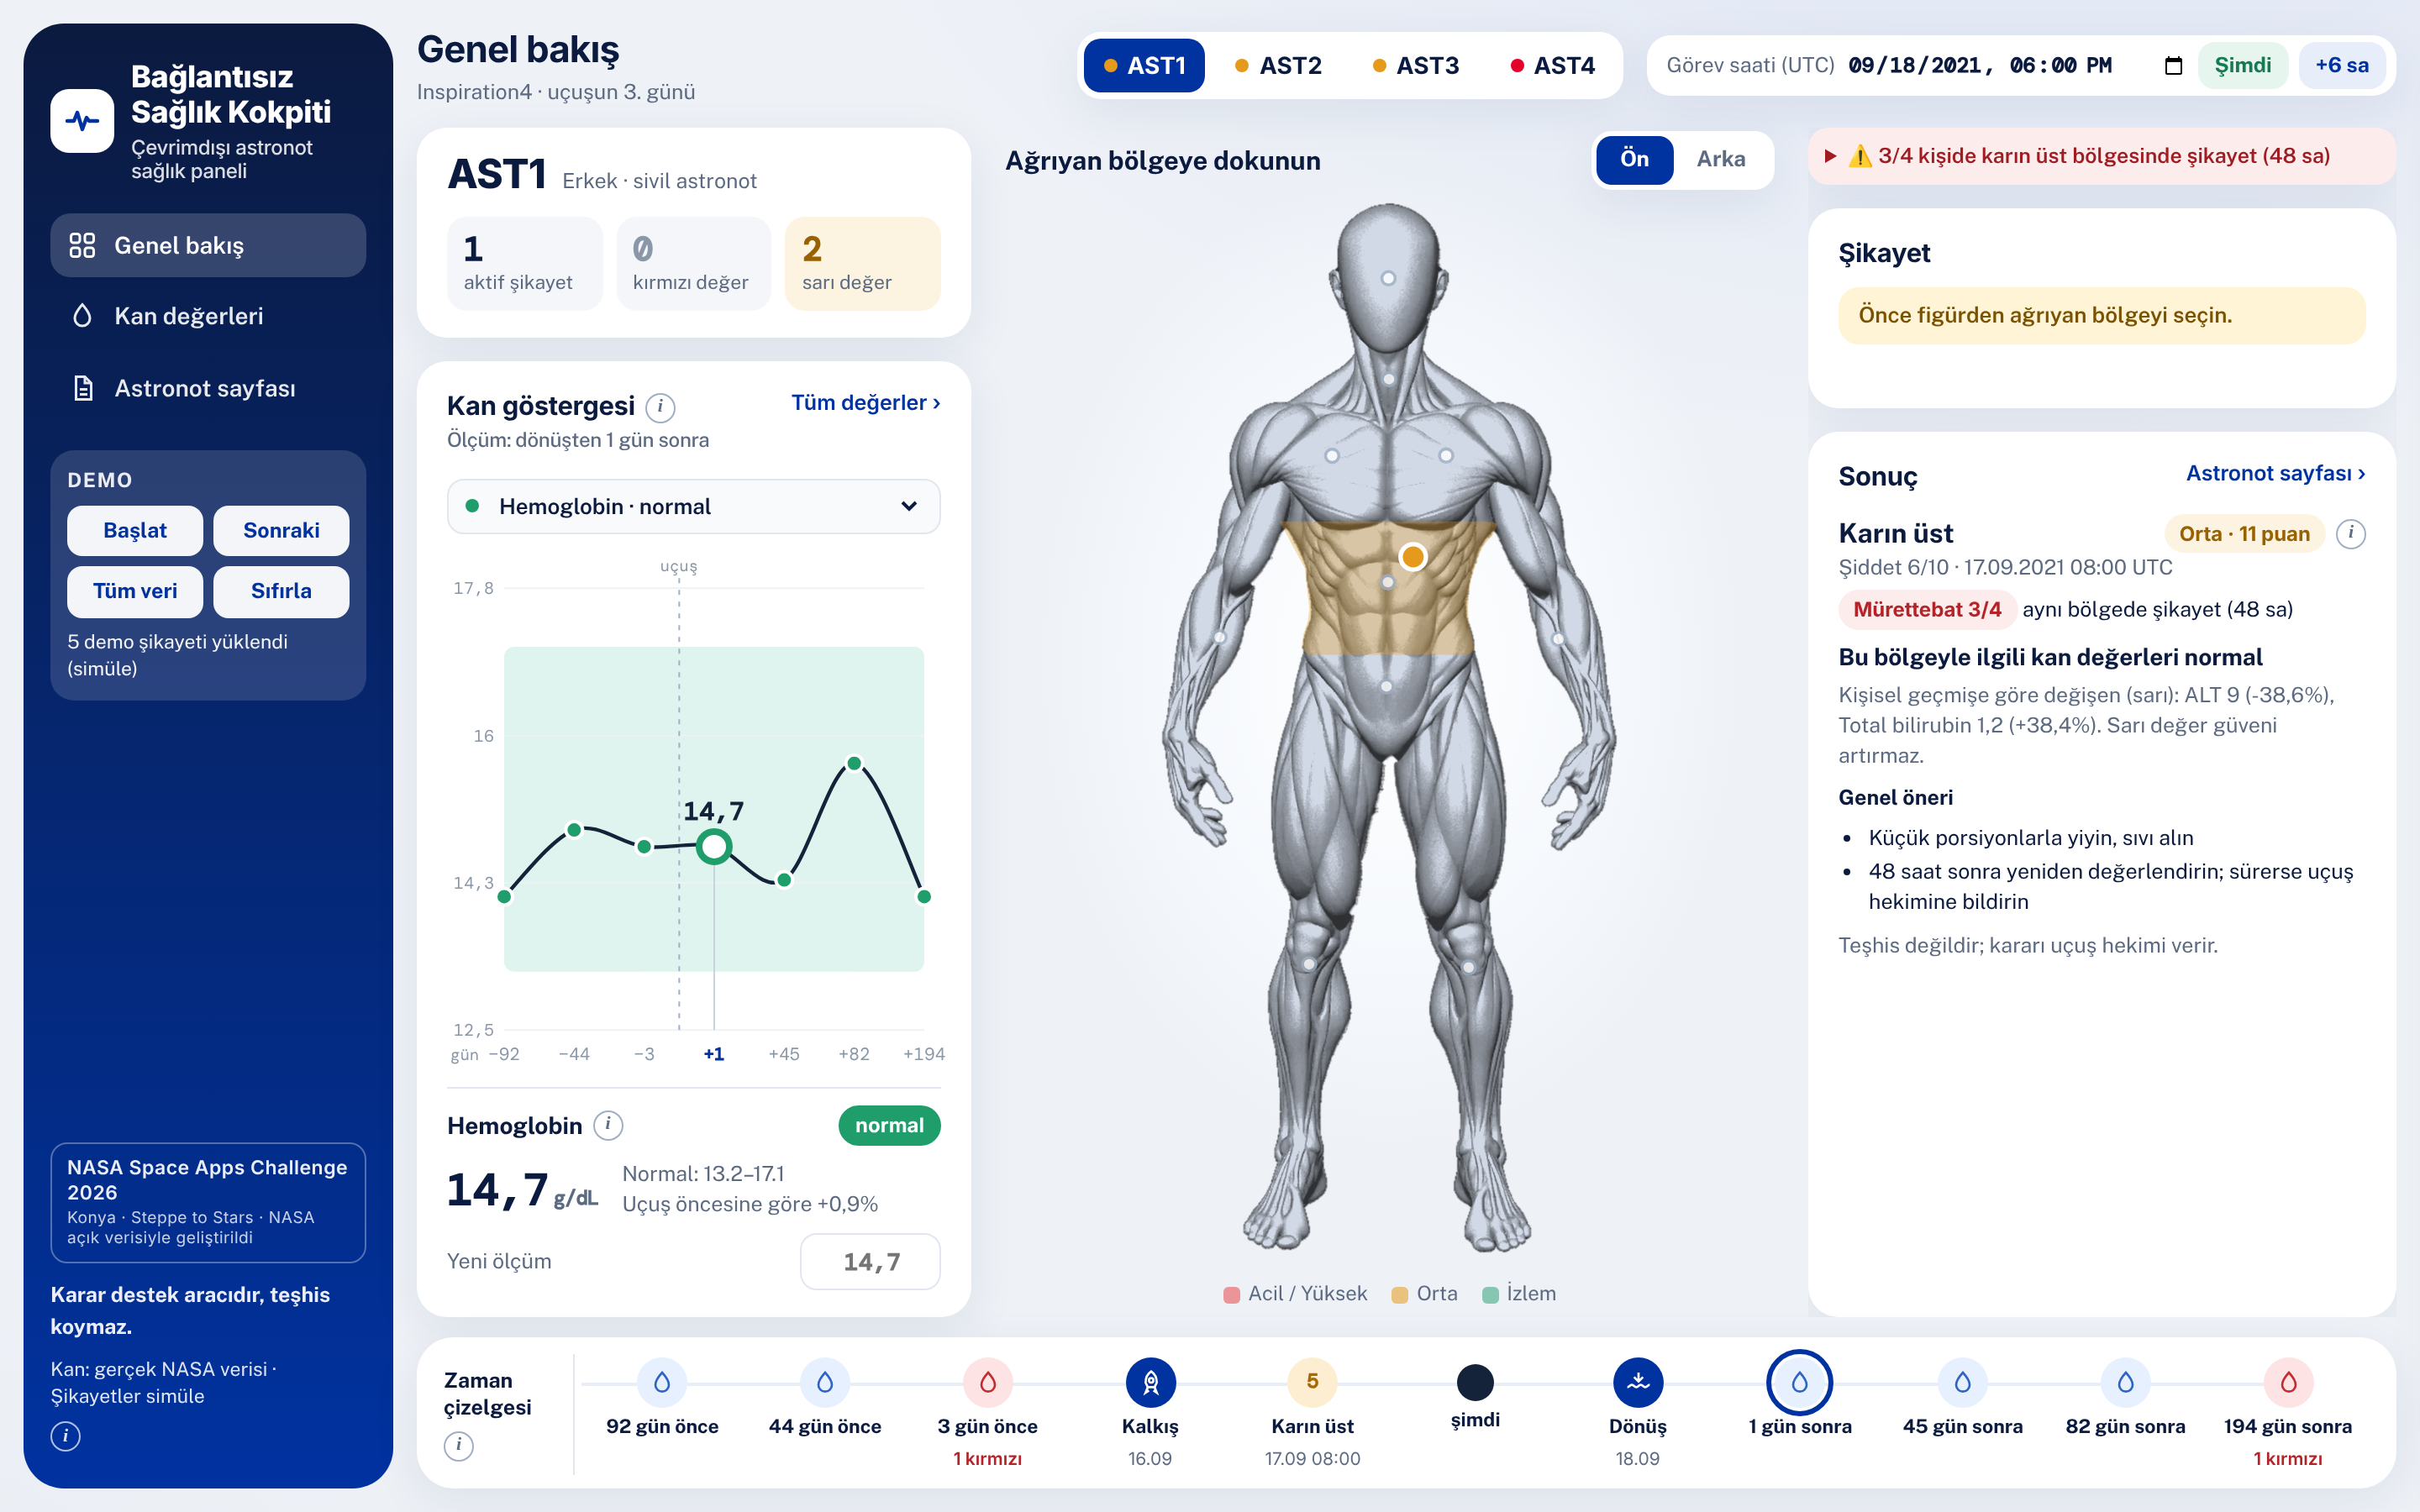 Bağlantısız
Sağlık Kokpiti
Çevrimdışı astronot
sağlık paneli
Genel bakış
Kan değerleri
Astronot sayfası
DEMO
Başlat
Sonraki
Tüm veri
Sıfırla
5 demo şikayeti yüklendi
(simüle)
NASA Space Apps Challenge
2026
Konya · Steppe to Stars · NASA
açık verisiyle geliştirildi
Karar destek aracıdır, teşhis
koymaz.
Kan: gerçek NASA verisi ·
Şikayetler simüle
i
Genel bakış
Inspiration4 · uçuşun 3. günü
AST1
AST2
AST3
AST4
Görev saati (UTC) 09/18/2021, 06:00 PM
Şimdi
+6 sa
AST1 Erkek · sivil astronot
1
aktif şikayet
0
kırmızı değer
2
sarı değer
Kan göstergesi i
Tüm değerler ›
Ölçüm: dönüşten 1 gün sonra
Hemoglobin · normal
uçuş
17,8
16
14,7
14,3
12,5
gün −92 −44 −3 +1 +45 +82 +194
Hemoglobin i
normal
14,7 g/dL
Normal: 13.2–17.1
Uçuş öncesine göre +0,9%
Yeni ölçüm
14,7
Ağrıyan bölgeye dokunun
Ön
Arka
Acil / Yüksek
Orta
İzlem
⚠️ 3/4 kişide karın üst bölgesinde şikayet (48 sa)
Şikayet
Önce figürden ağrıyan bölgeyi seçin.
Sonuç
Astronot sayfası ›
Karın üst
Orta · 11 puan
i
Şiddet 6/10 · 17.09.2021 08:00 UTC
Mürettebat 3/4 aynı bölgede şikayet (48 sa)
Bu bölgeyle ilgili kan değerleri normal
Kişisel geçmişe göre değişen (sarı): ALT 9 (-38,6%),
Total bilirubin 1,2 (+38,4%). Sarı değer güveni
artırmaz.
Genel öneri
• Küçük porsiyonlarla yiyin, sıvı alın
• 48 saat sonra yeniden değerlendirin; sürerse uçuş
hekimine bildirin
Teşhis değildir; kararı uçuş hekimi verir.
Zaman
çizelgesi
i
92 gün önce
44 gün önce
3 gün önce
1 kırmızı
Kalkış
16.09
5
Karın üst
17.09 08:00
şimdi
Dönüş
18.09
1 gün sonra
45 gün sonra
82 gün sonra
194 gün sonra
1 kırmızı